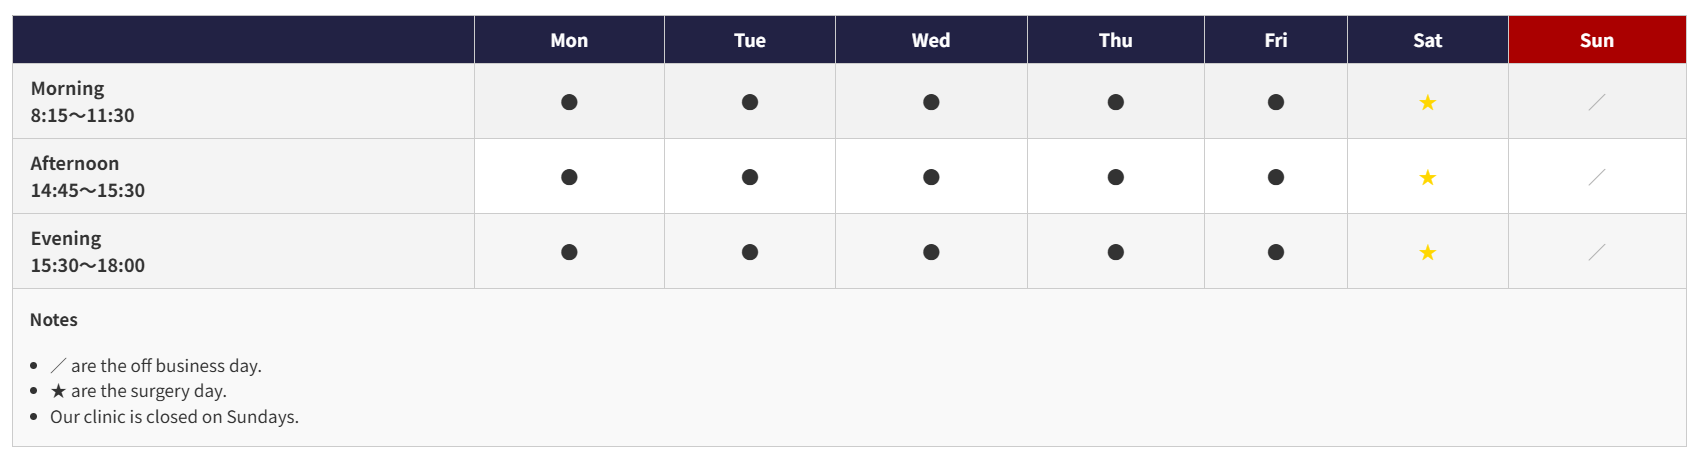 Mon Tue Wed Thu Fri Sat Sun
Morning
8:15～11:30 ● ● ● ● ● ★ ／
Afternoon
14:45～15:30 ● ● ● ● ● ★ ／
Evening
15:30～18:00 ● ● ● ● ● ★ ／
Notes
● ／ are the off business day.
● ★ are the surgery day.
● Our clinic is closed on Sundays.